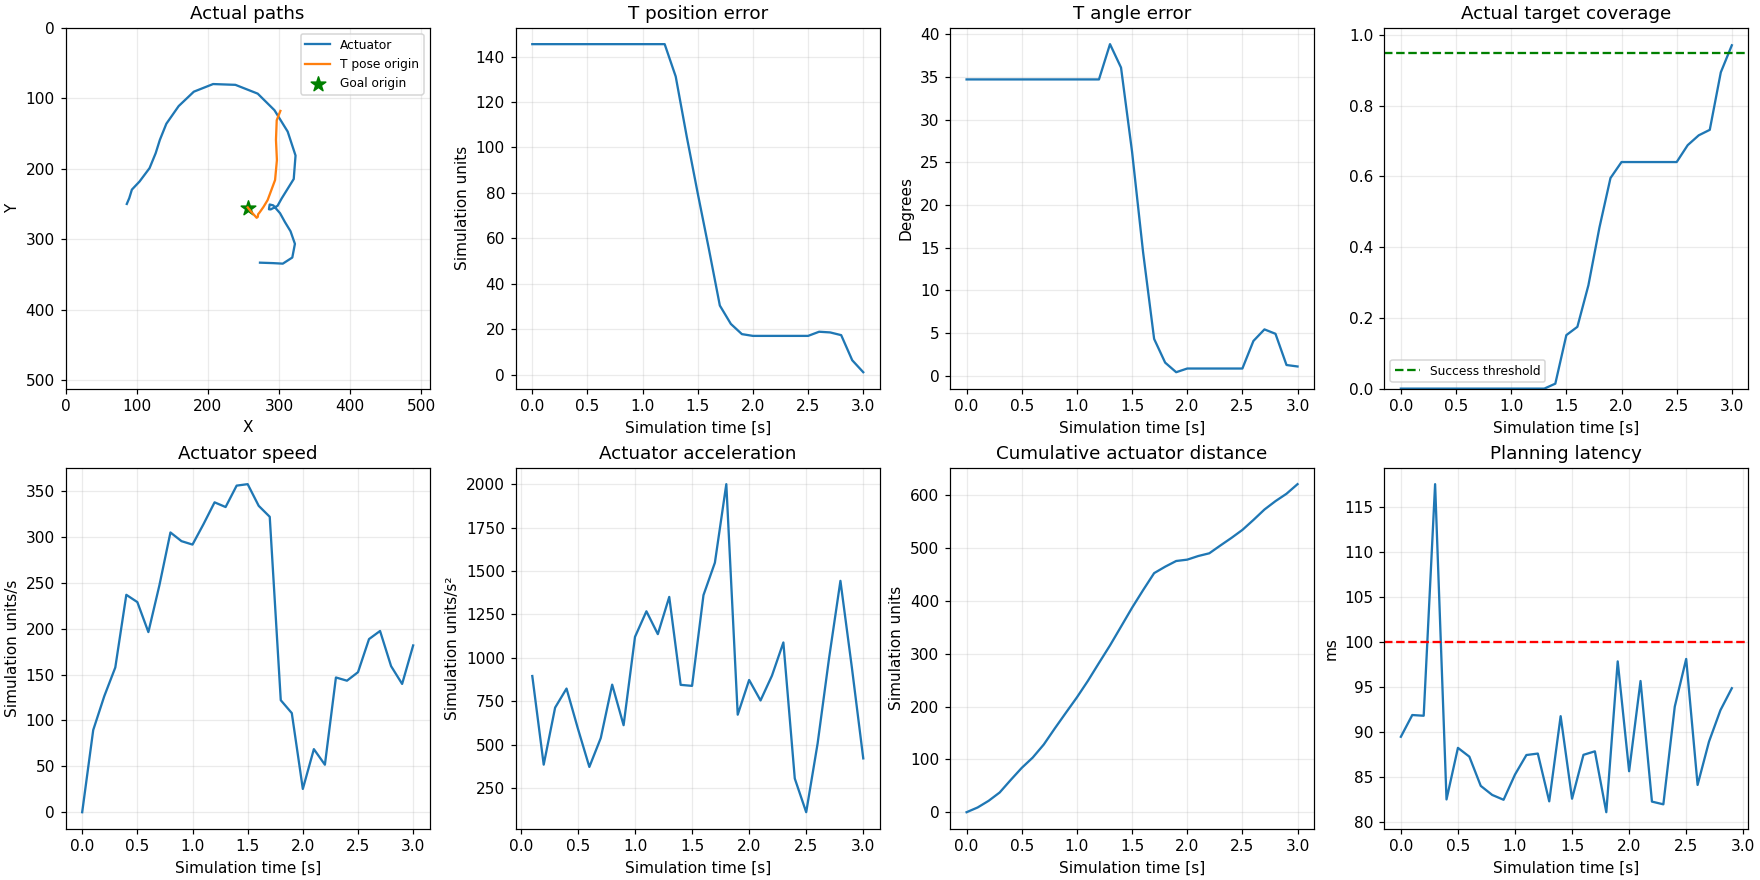 Actual paths
Actuator
T pose origin
Goal origin
0
100
200
300
400
500
0 100 200 300 400 500
Y
X
T position error
140
120
100
80
60
40
20
0
0.0 0.5 1.0 1.5 2.0 2.5 3.0
Simulation units
Simulation time [s]
T angle error
40
35
30
25
20
15
10
5
0
0.0 0.5 1.0 1.5 2.0 2.5 3.0
Degrees
Simulation time [s]
Actual target coverage
1.0
0.8
0.6
0.4
0.2
0.0
Success threshold
0.0 0.5 1.0 1.5 2.0 2.5 3.0
Simulation time [s]
Actuator speed
350
300
250
200
150
100
50
0
0.0 0.5 1.0 1.5 2.0 2.5 3.0
Simulation units/s
Simulation time [s]
Actuator acceleration
2000
1750
1500
1250
1000
750
500
250
0.0 0.5 1.0 1.5 2.0 2.5 3.0
Simulation units/s²
Simulation time [s]
Cumulative actuator distance
600
500
400
300
200
100
0
0.0 0.5 1.0 1.5 2.0 2.5 3.0
Simulation units
Simulation time [s]
Planning latency
115
110
105
100
95
90
85
80
0.0 0.5 1.0 1.5 2.0 2.5 3.0
ms
Simulation time [s]